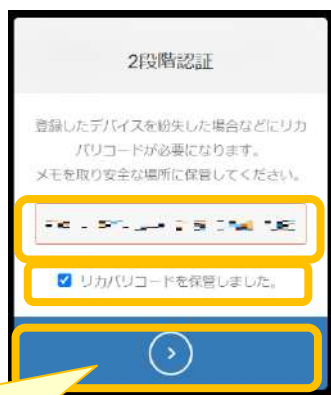 2段階認証
登録したデバイスを紛失した場合などにリカ
バリコードが必要になります。
メモを取り安全な場所に保管してください。
リカバリコードを保管しました。